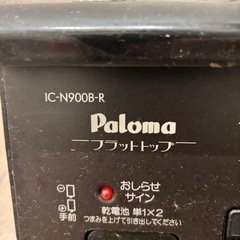 IC-N900B-R
Paloma
フラットトップ
おしらせ
サイン
手前
乾電池 単1×2
つまみを上げて引き出してください